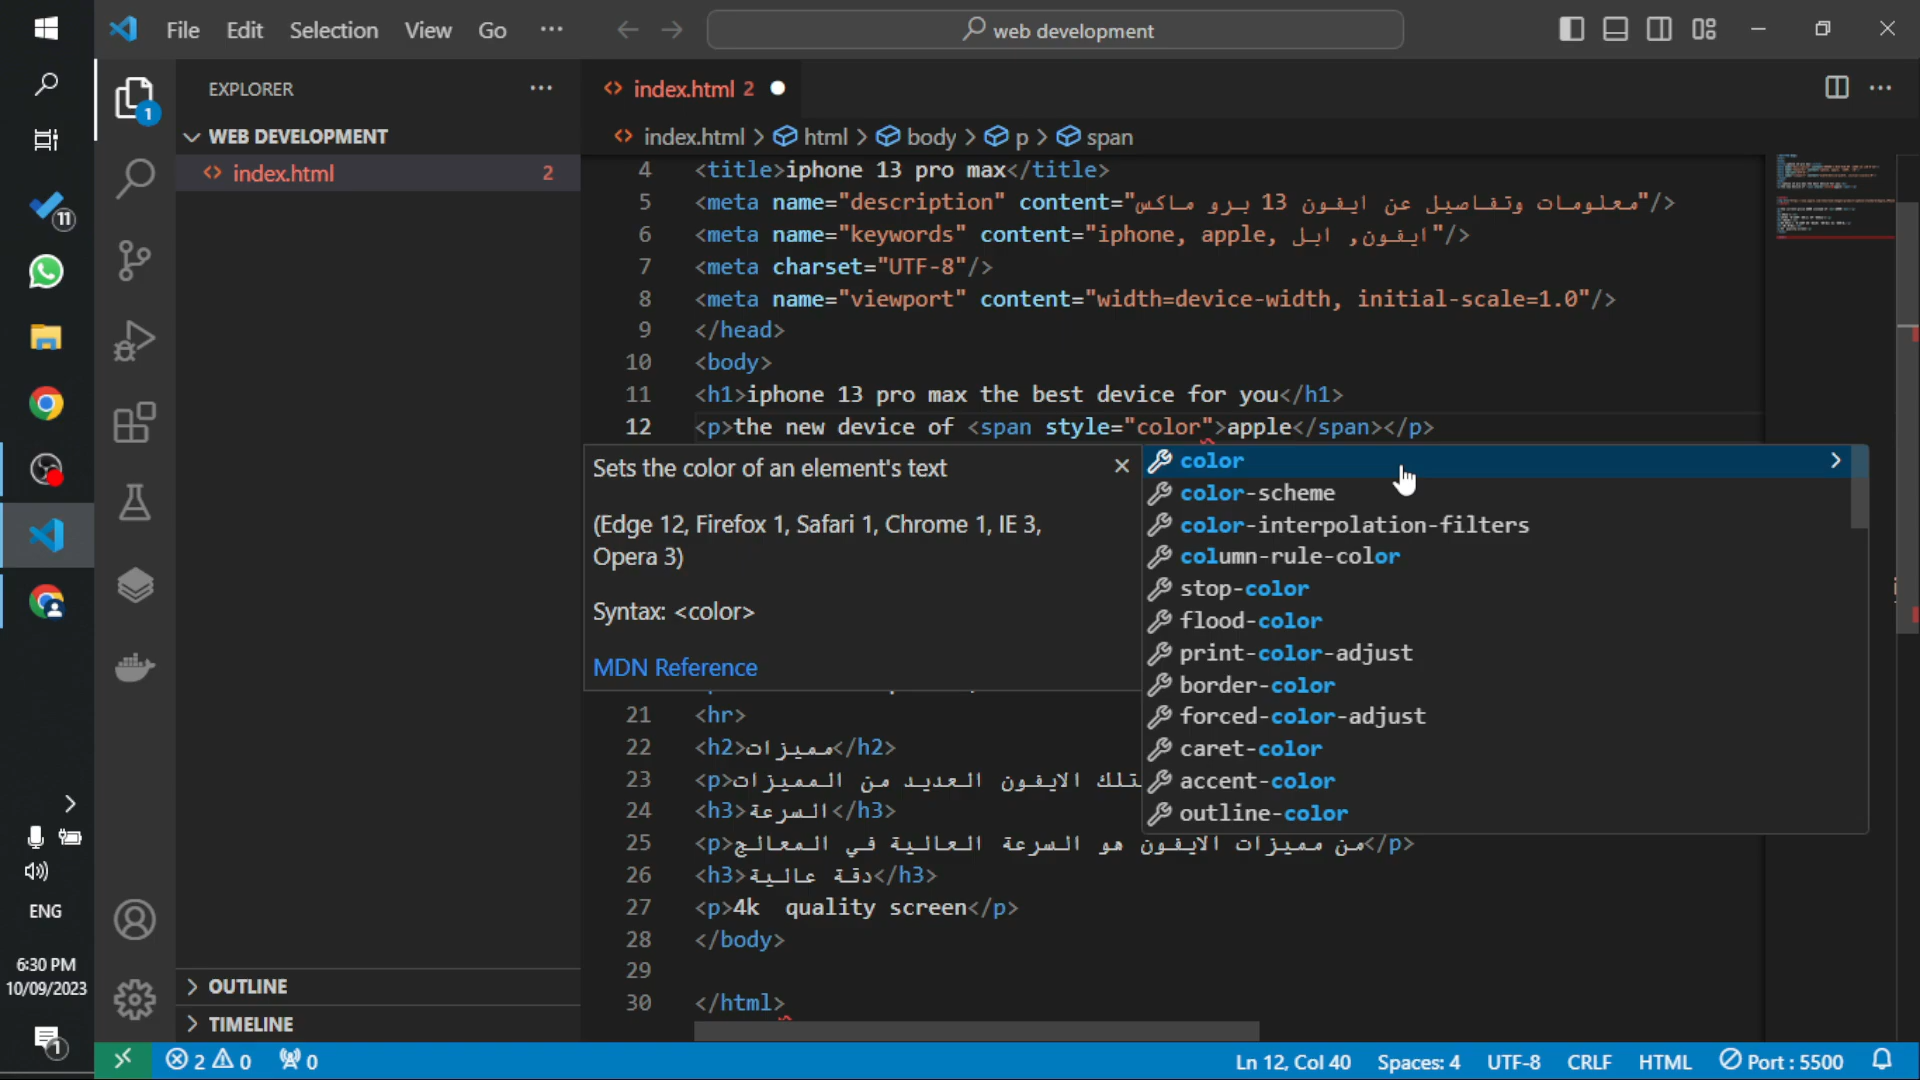 File Edit Selection View Go ···
web development
EXPLORER
WEB DEVELOPMENT
index.html 2
index.html 2
index.html > html > body > p > span
4 <title>iphone 13 pro max</title>
5 <meta name="description" content="معلومات وتفاصيل عن ايفون 13 برو ماكس"/>
6 <meta name="keywords" content="iphone, apple, ايفون, ابل"/>
7 <meta charset="UTF-8"/>
8 <meta name="viewport" content="width=device-width, initial-scale=1.0"/>
9 </head>
10 <body>
11 <h1>iphone 13 pro max the best device for you</h1>
12 <p>the new device of <span style="color">apple</span></p>
Sets the color of an element's text
(Edge 12, Firefox 1, Safari 1, Chrome 1, IE 3,
Opera 3)
Syntax: <color>
MDN Reference
color
color-scheme
color-interpolation-filters
column-rule-color
stop-color
flood-color
print-color-adjust
border-color
forced-color-adjust
caret-color
accent-color
outline-color
21 <hr>
22 <h2>مميزات</h2>
23 <p>تلك الايفون العديد من المميزات
24 <h3>السرعة</h3>
25 <p>من مميزات الايفون هو السرعة العالية في المعالج</p>
26 <h3>دقة عالية</h3>
27 <p>4k quality screen</p>
28 </body>
29
30 </html>
OUTLINE
TIMELINE
11
1
ENG
6:30 PM
10/09/2023
1
2 0 0
Ln 12, Col 40 Spaces: 4 UTF-8 CRLF HTML Port : 5500